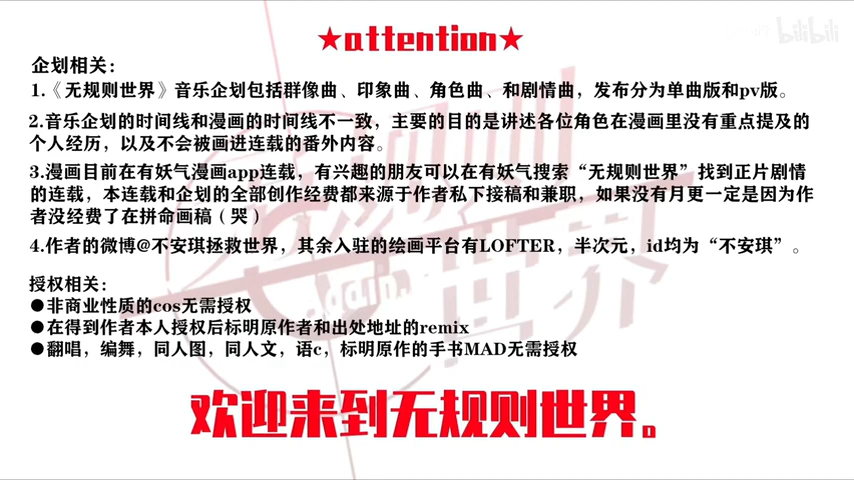 ★attention★
bilibili
企划相关：
1.《无规则世界》音乐企划包括群像曲、印象曲、角色曲、和剧情曲，发布分为单曲版和pv版。
2.音乐企划的时间线和漫画的时间线不一致，主要的目的是讲述各位角色在漫画里没有重点提及的
个人经历，以及不会被画进连载的番外内容。
3.漫画目前在有妖气漫画app连载，有兴趣的朋友可以在有妖气搜索“无规则世界”找到正片剧情
的连载，本连载和企划的全部创作经费都来源于作者私下接稿和兼职，如果没有月更一定是因为作
者没经费了在拼命画稿（哭）
4.作者的微博@不安琪拯救世界，其余入驻的绘画平台有LOFTER，半次元，id均为“不安琪”。
授权相关：
●非商业性质的cos无需授权
●在得到作者本人授权后标明原作者和出处地址的remix
●翻唱，编舞，同人图，同人文，语c，标明原作的手书MAD无需授权
again.
世界
欢迎来到无规则世界。